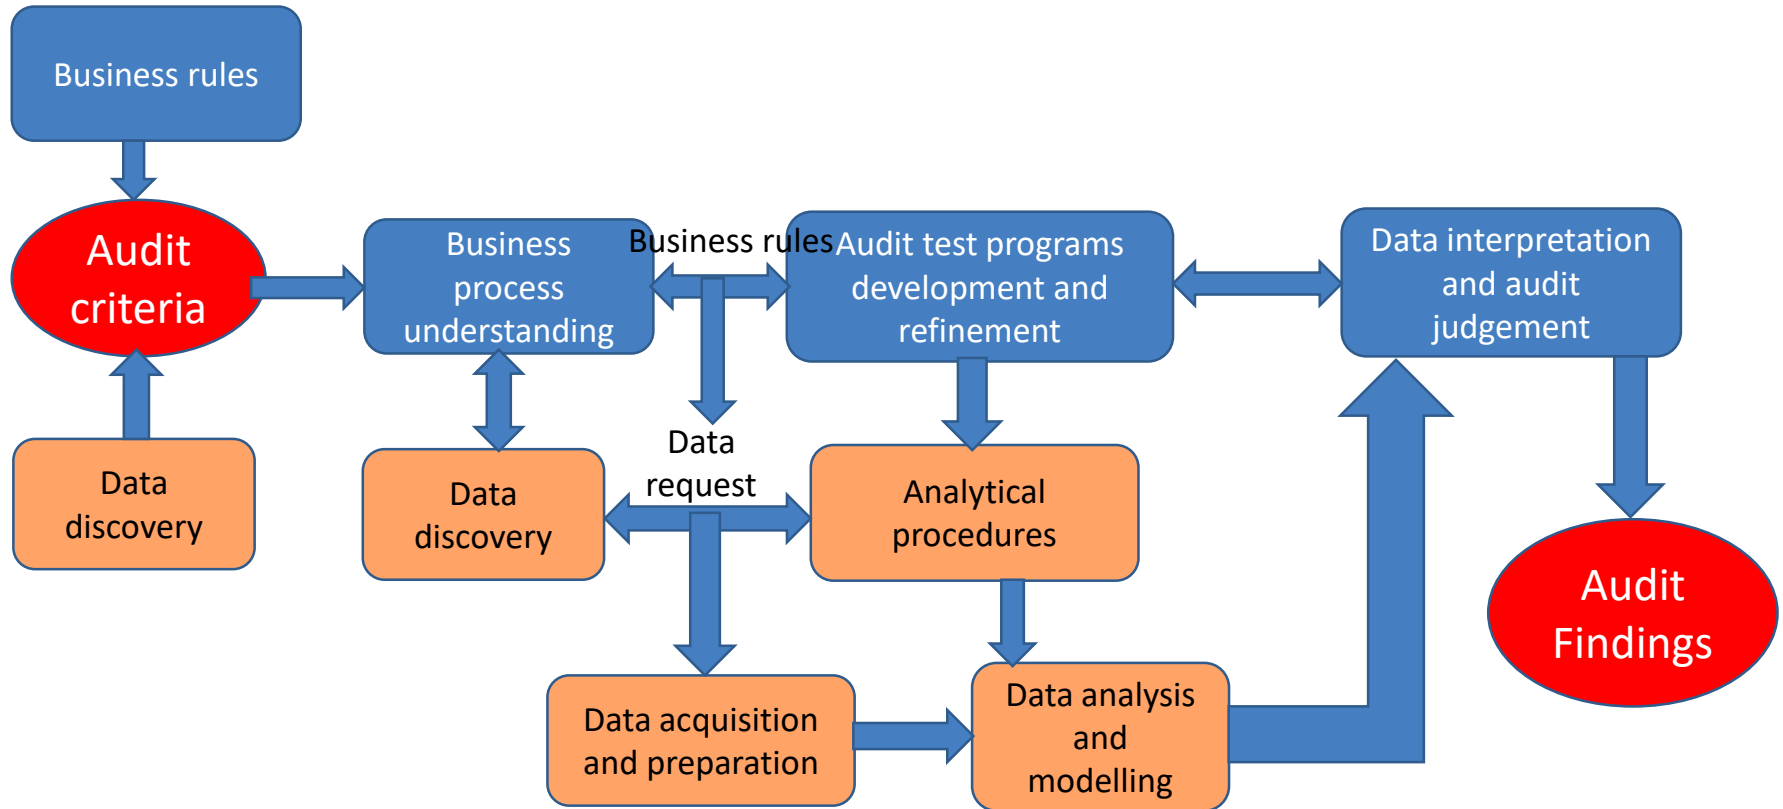 Business rules
Audit
criteria
Data
discovery
Business
process
understanding
Business rules
Audit test programs
development and
refinement
Data interpretation
and audit
judgement
Data
request
Data
discovery
Analytical
procedures
Data acquisition
and preparation
Data analysis
and
modelling
Audit
Findings